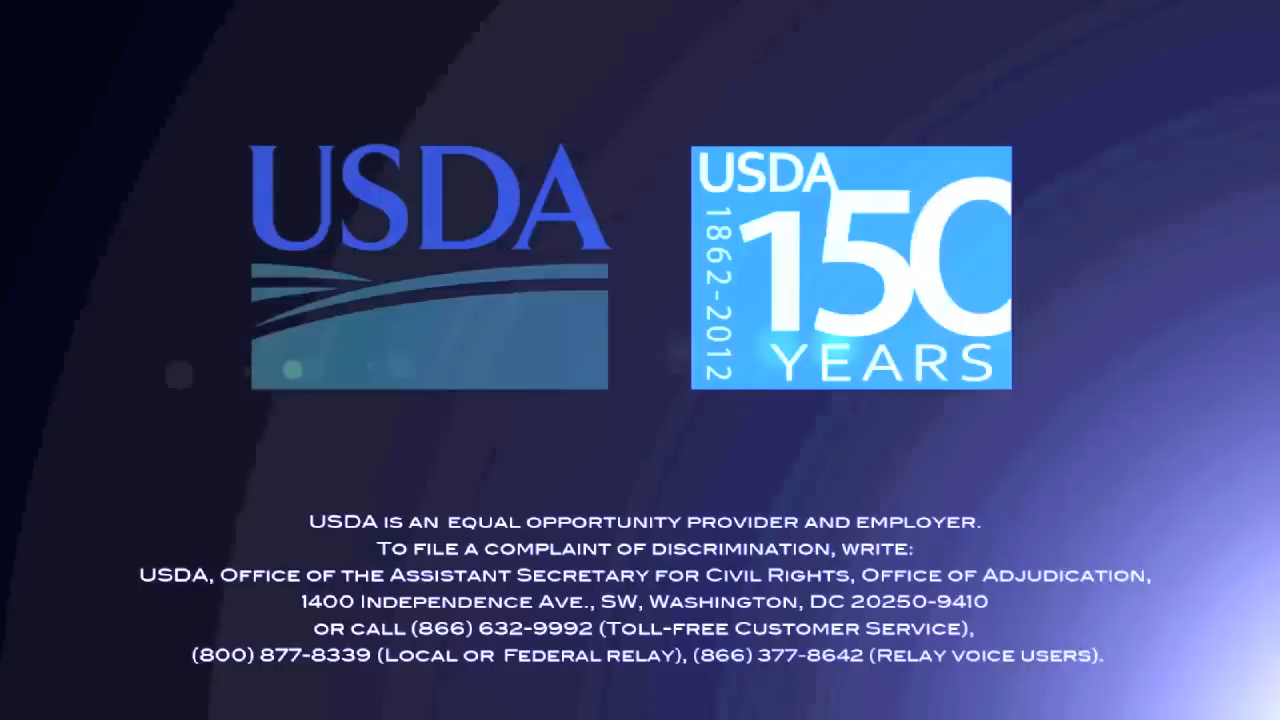 USDA
USDA
150
1862-2012
YEARS
USDA IS AN EQUAL OPPORTUNITY PROVIDER AND EMPLOYER.
TO FILE A COMPLAINT OF DISCRIMINATION, WRITE:
USDA, OFFICE OF THE ASSISTANT SECRETARY FOR CIVIL RIGHTS, OFFICE OF ADJUDICATION,
1400 INDEPENDENCE AVE., SW, WASHINGTON, DC 20250-9410
OR CALL (866) 632-9992 (TOLL-FREE CUSTOMER SERVICE),
(800) 877-8339 (LOCAL OR FEDERAL RELAY), (866) 377-8642 (RELAY VOICE USERS).